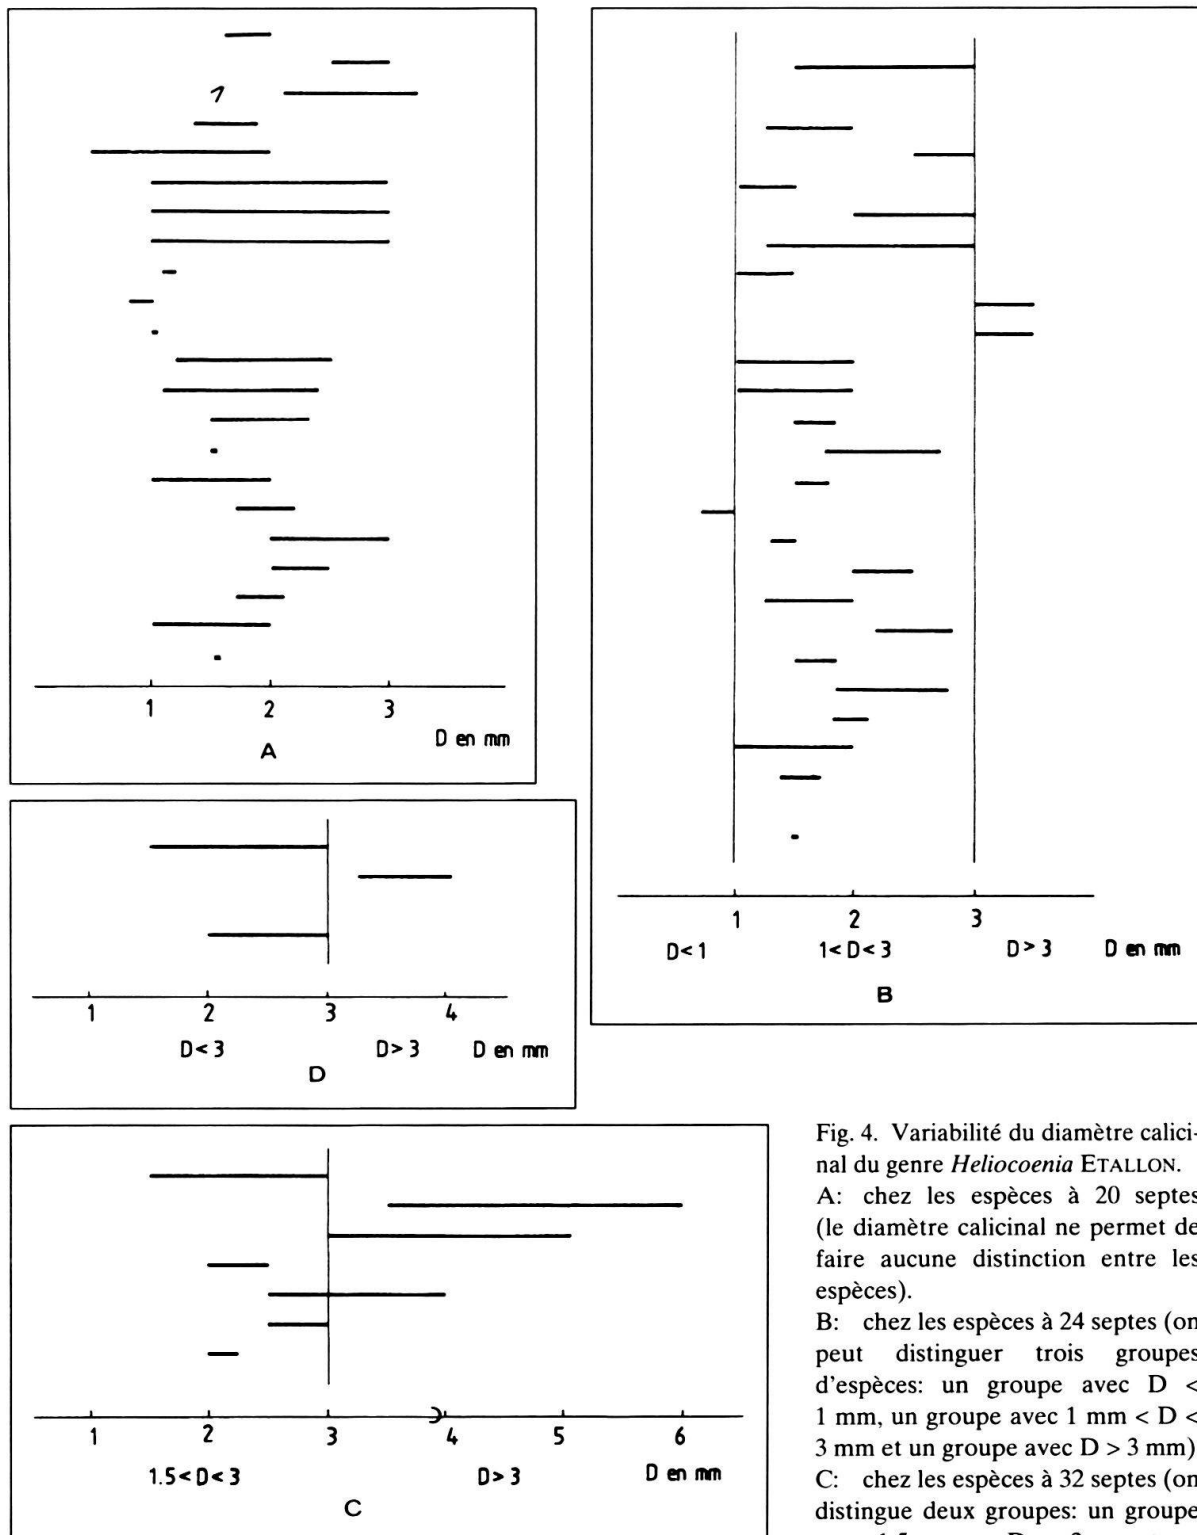 1 2 3
D en mm
A
1 2 3
D<1 1<D<3 D>3 D en mm
B
1 2 3 4
D<3 D>3 D en mm
D
1 2 3 4 5 6
1.5<D<3 D>3 D en mm
C
Fig. 4. Variabilité du diamètre calici-
nal du genre Heliocoenia ETALLON.
A: chez les espèces à 20 septes
(le diamètre calicinal ne permet de
faire aucune distinction entre les
espèces).
B: chez les espèces à 24 septes (on
peut distinguer trois groupes
d'espèces: un groupe avec D <
1 mm, un groupe avec 1 mm < D <
3 mm et un groupe avec D > 3 mm)
C: chez les espèces à 32 septes (on
distingue deux groupes: un groupe